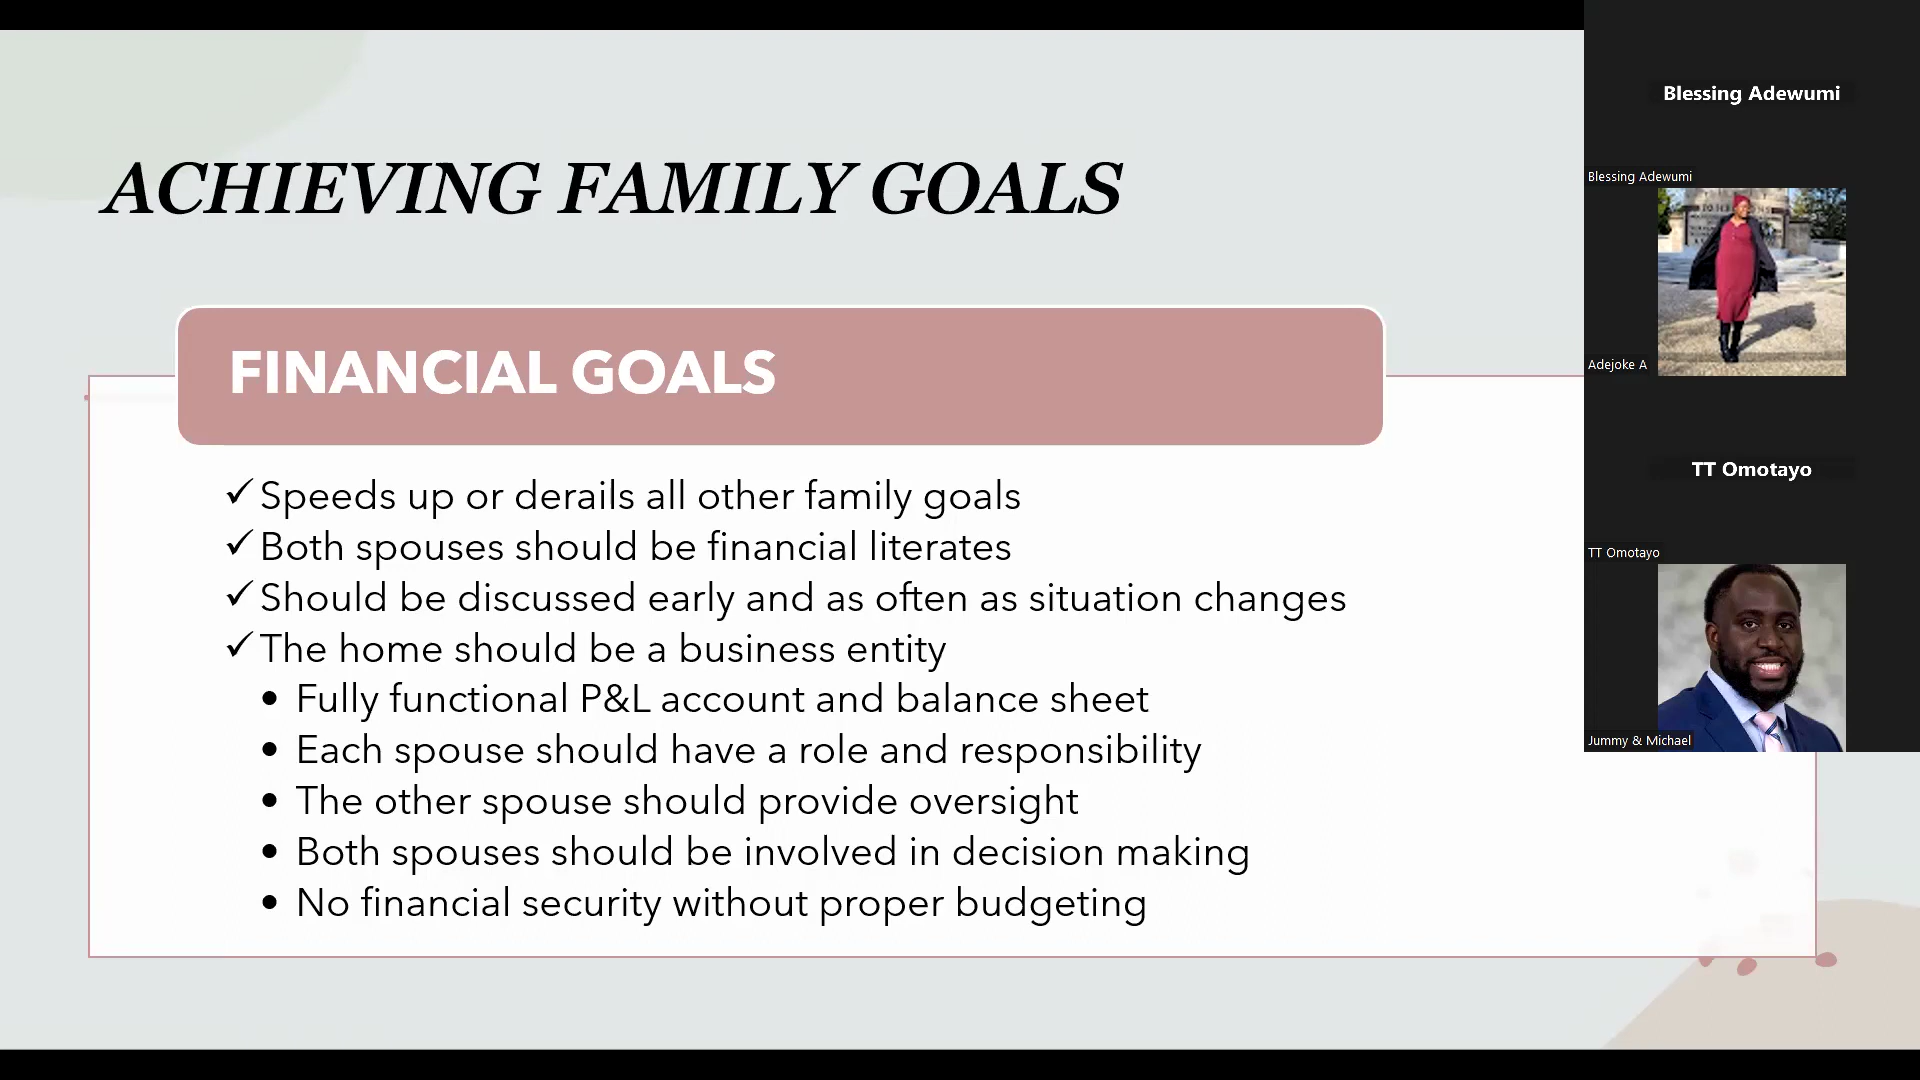 ACHIEVING FAMILY GOALS
FINANCIAL GOALS
✓Speeds up or derails all other family goals
✓Both spouses should be financial literates
✓Should be discussed early and as often as situation changes
✓The home should be a business entity
• Fully functional P&L account and balance sheet
• Each spouse should have a role and responsibility
• The other spouse should provide oversight
• Both spouses should be involved in decision making
• No financial security without proper budgeting
Blessing Adewumi
Blessing Adewumi
Adejoke A
TT Omotayo
TT Omotayo
Jummy & Michael